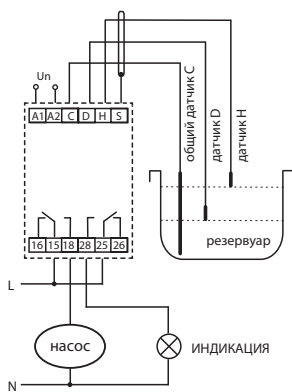 Un
A1 A2 C D H S
общий датчик С
датчик D
датчик Н
резервуар
16 15 18 28 25 26
L
насос
ИНДИКАЦИЯ
N